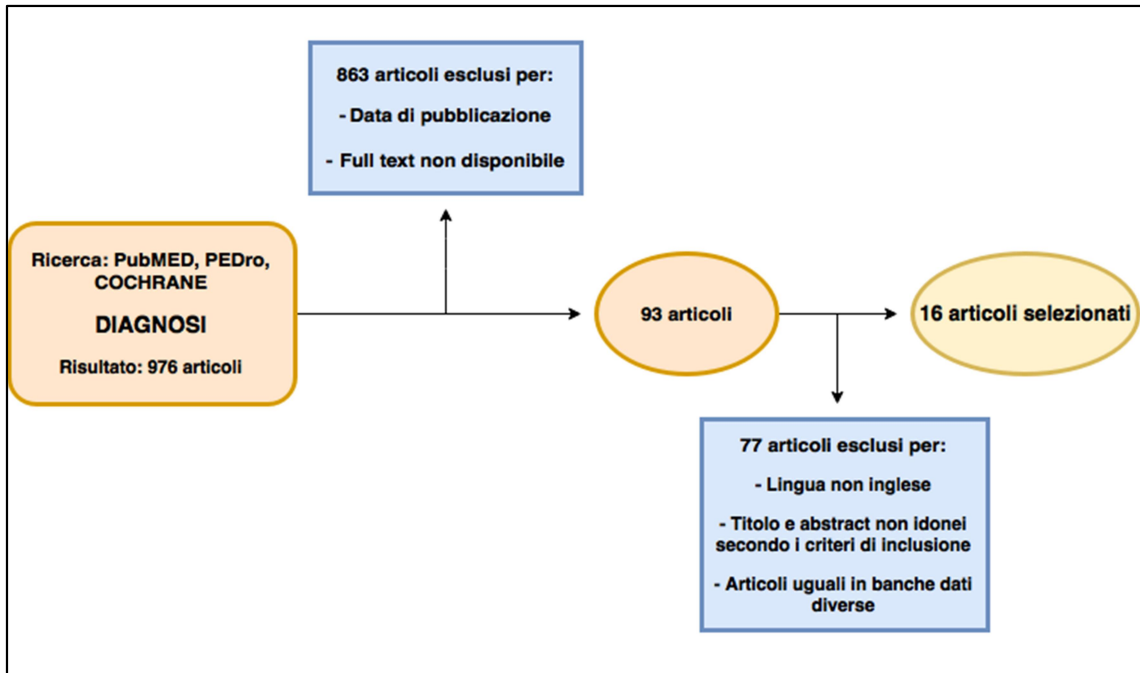 863 articoli esclusi per:
- Data di pubblicazione
- Full text non disponibile
Ricerca: PubMED, PEDro,
COCHRANE
DIAGNOSI
Risultato: 976 articoli
93 articoli
16 articoli selezionati
77 articoli esclusi per:
- Lingua non inglese
- Titolo e abstract non idonei
secondo i criteri di inclusione
- Articoli uguali in banche dati
diverse